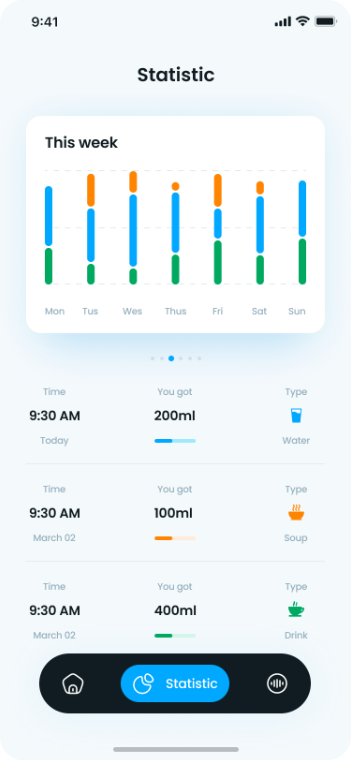 9:41
Statistic
This week
Mon Tus Wes Thus Fri Sat Sun
Time You got Type
9:30 AM 200ml
Today Water
Time You got Type
9:30 AM 100ml
March 02 Soup
Time You got Type
9:30 AM 400ml
March 02 Drink
Statistic